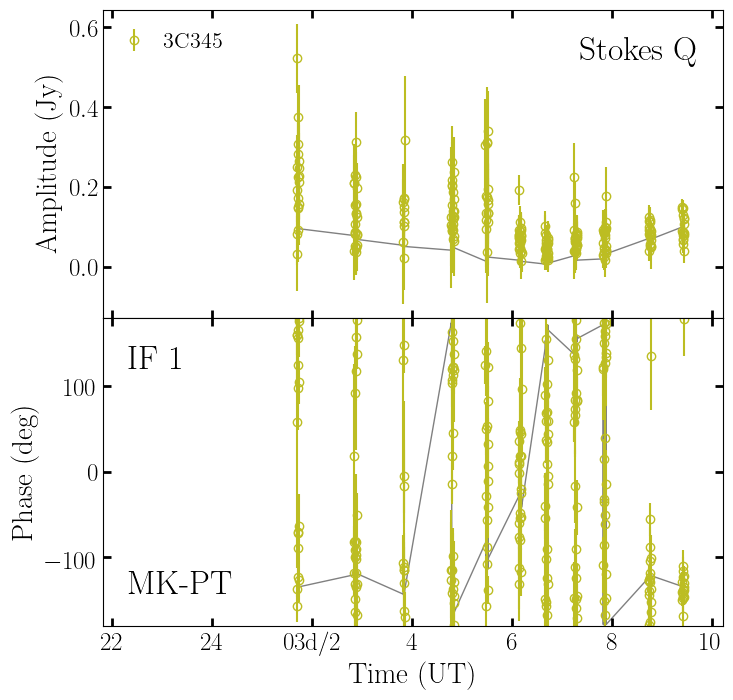 0.6
3C345
Stokes Q
0.4
0.2
0.0
Amplitude (Jy)
IF 1
100
0
−100
Phase (deg)
MK-PT
22 24 03d/2 4 6 8 10
Time (UT)